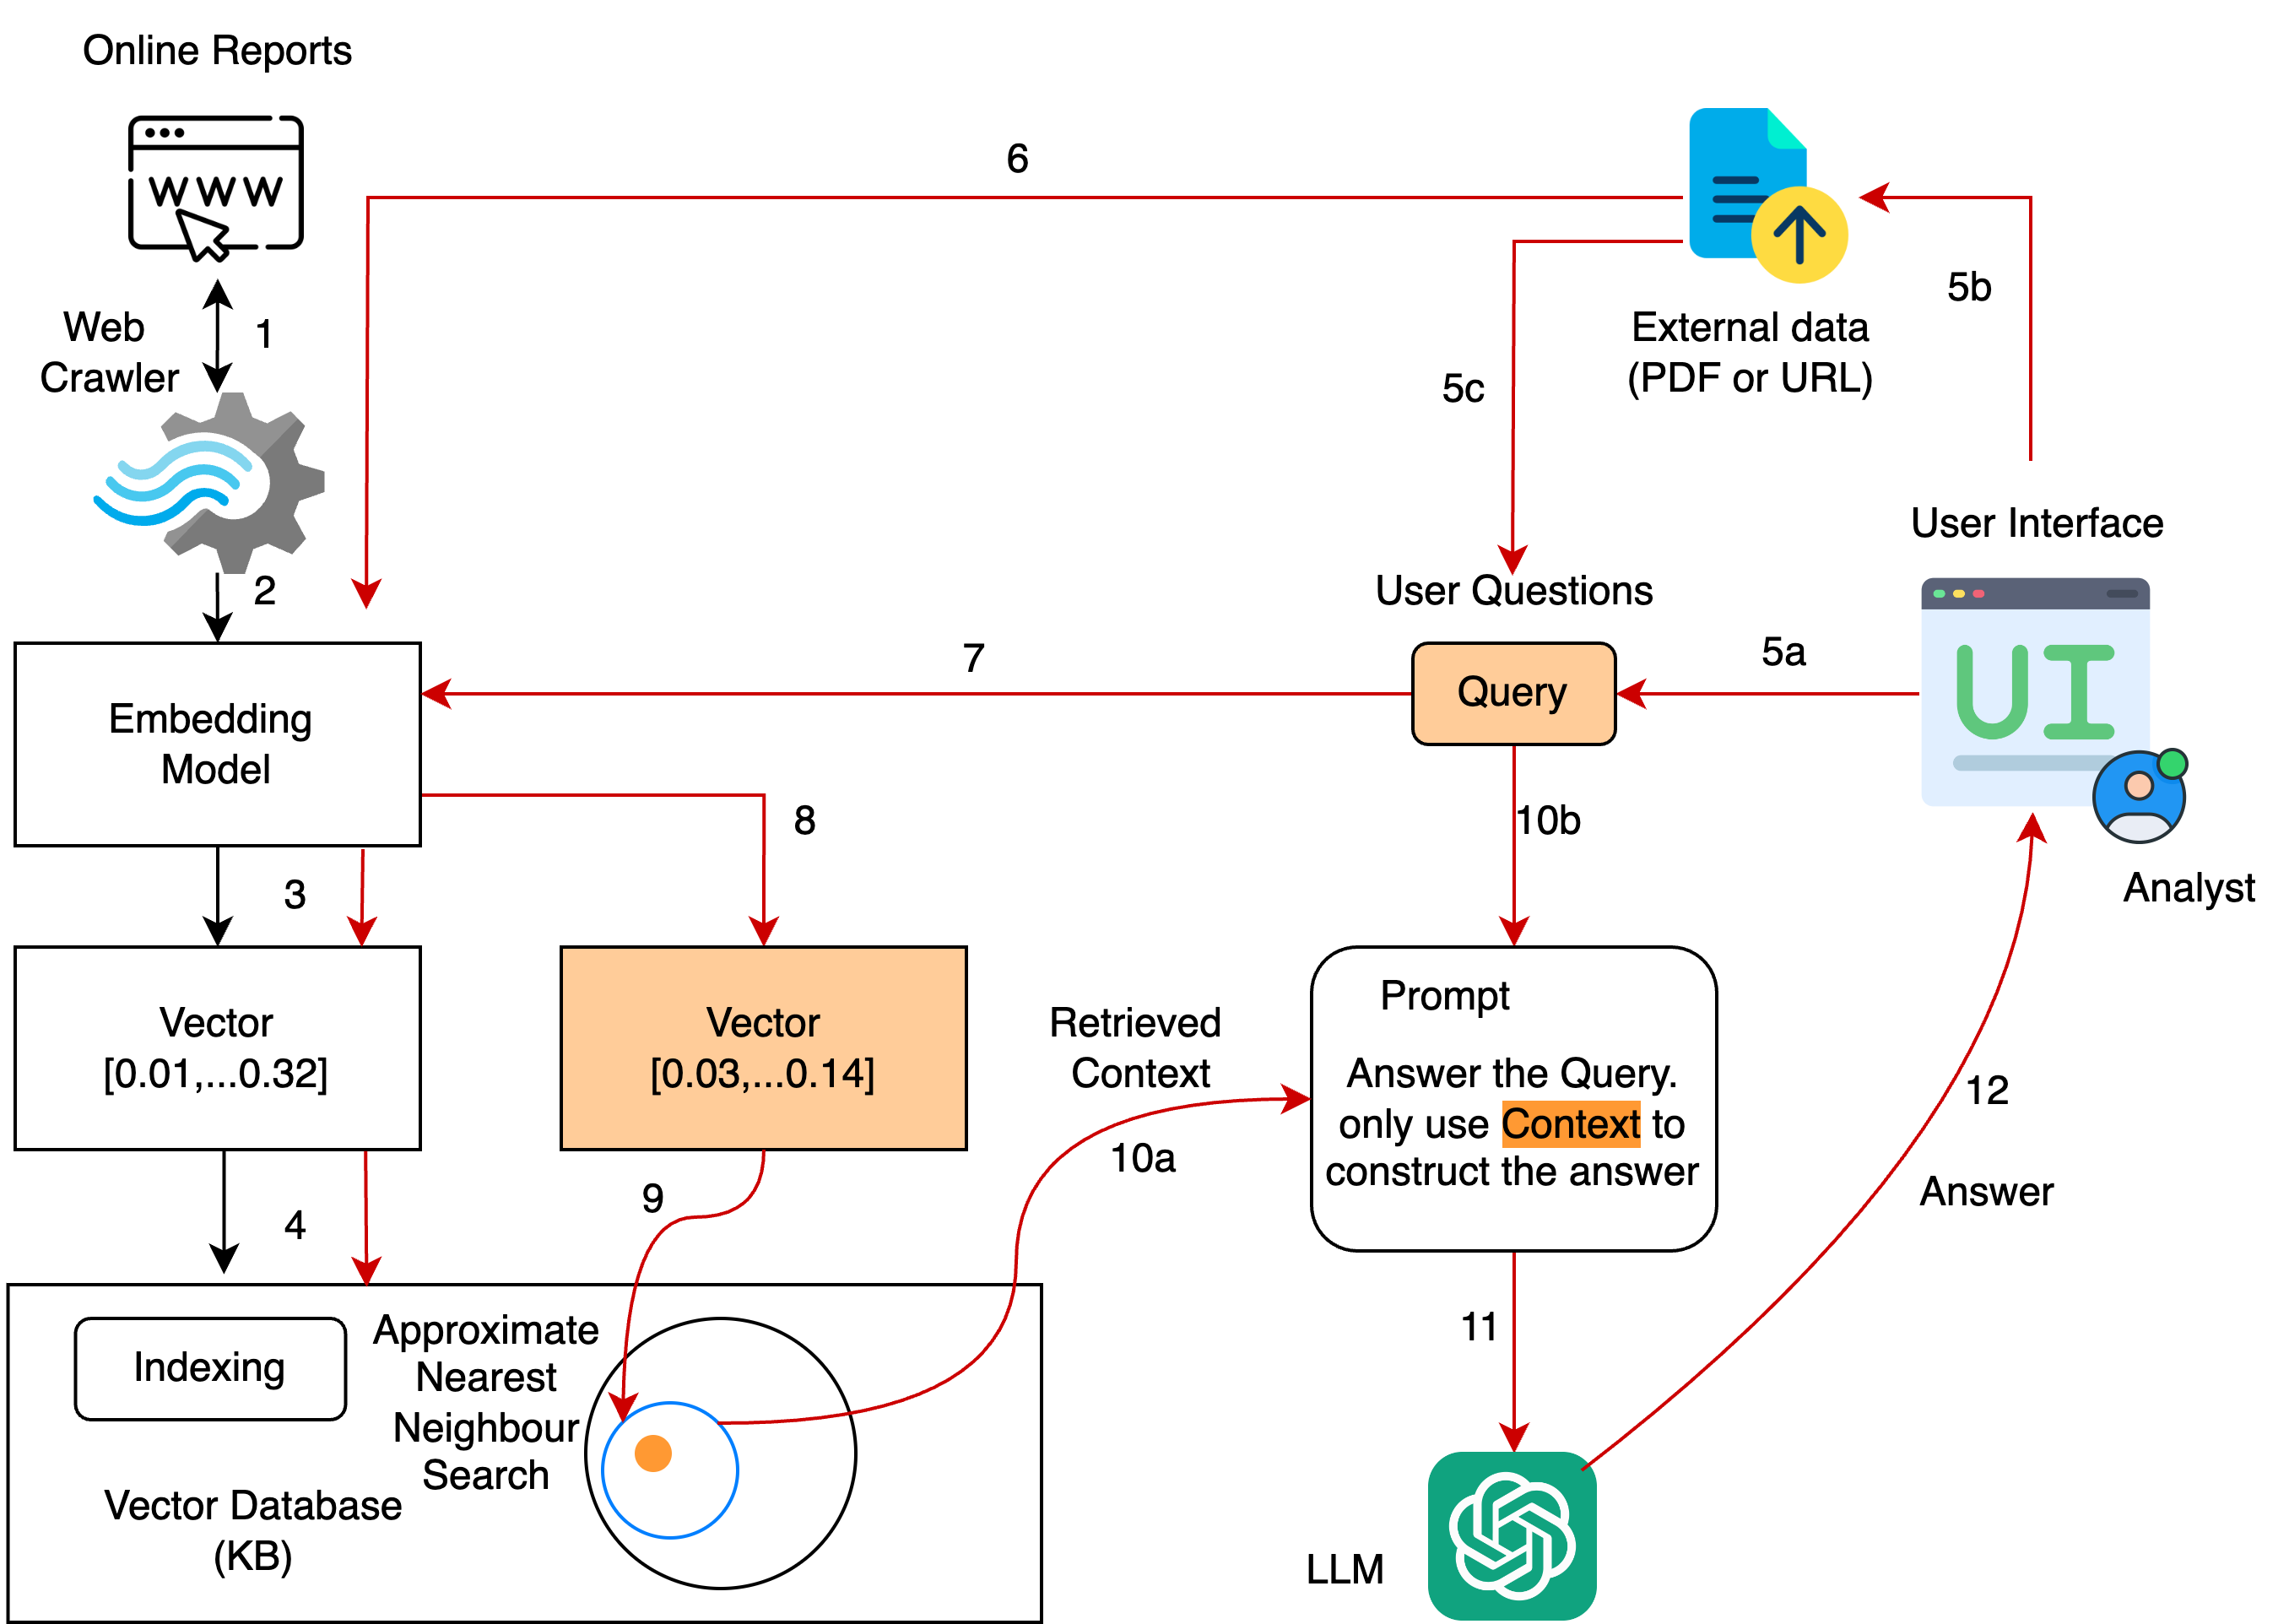 Online Reports
W W W
6
Web
Crawler
1
External data
(PDF or URL)
5b
5c
User Interface
2
User Questions
7
5a
Query
UI
Embedding
Model
8
10b
Analyst
3
Vector
[0.01,...0.32]
Vector
[0.03,...0.14]
Retrieved
Context
10a
Prompt
Answer the Query.
only use Context to
construct the answer
12
Answer
9
4
11
Indexing
Approximate
Nearest
Neighbour
Search
Vector Database
(KB)
LLM